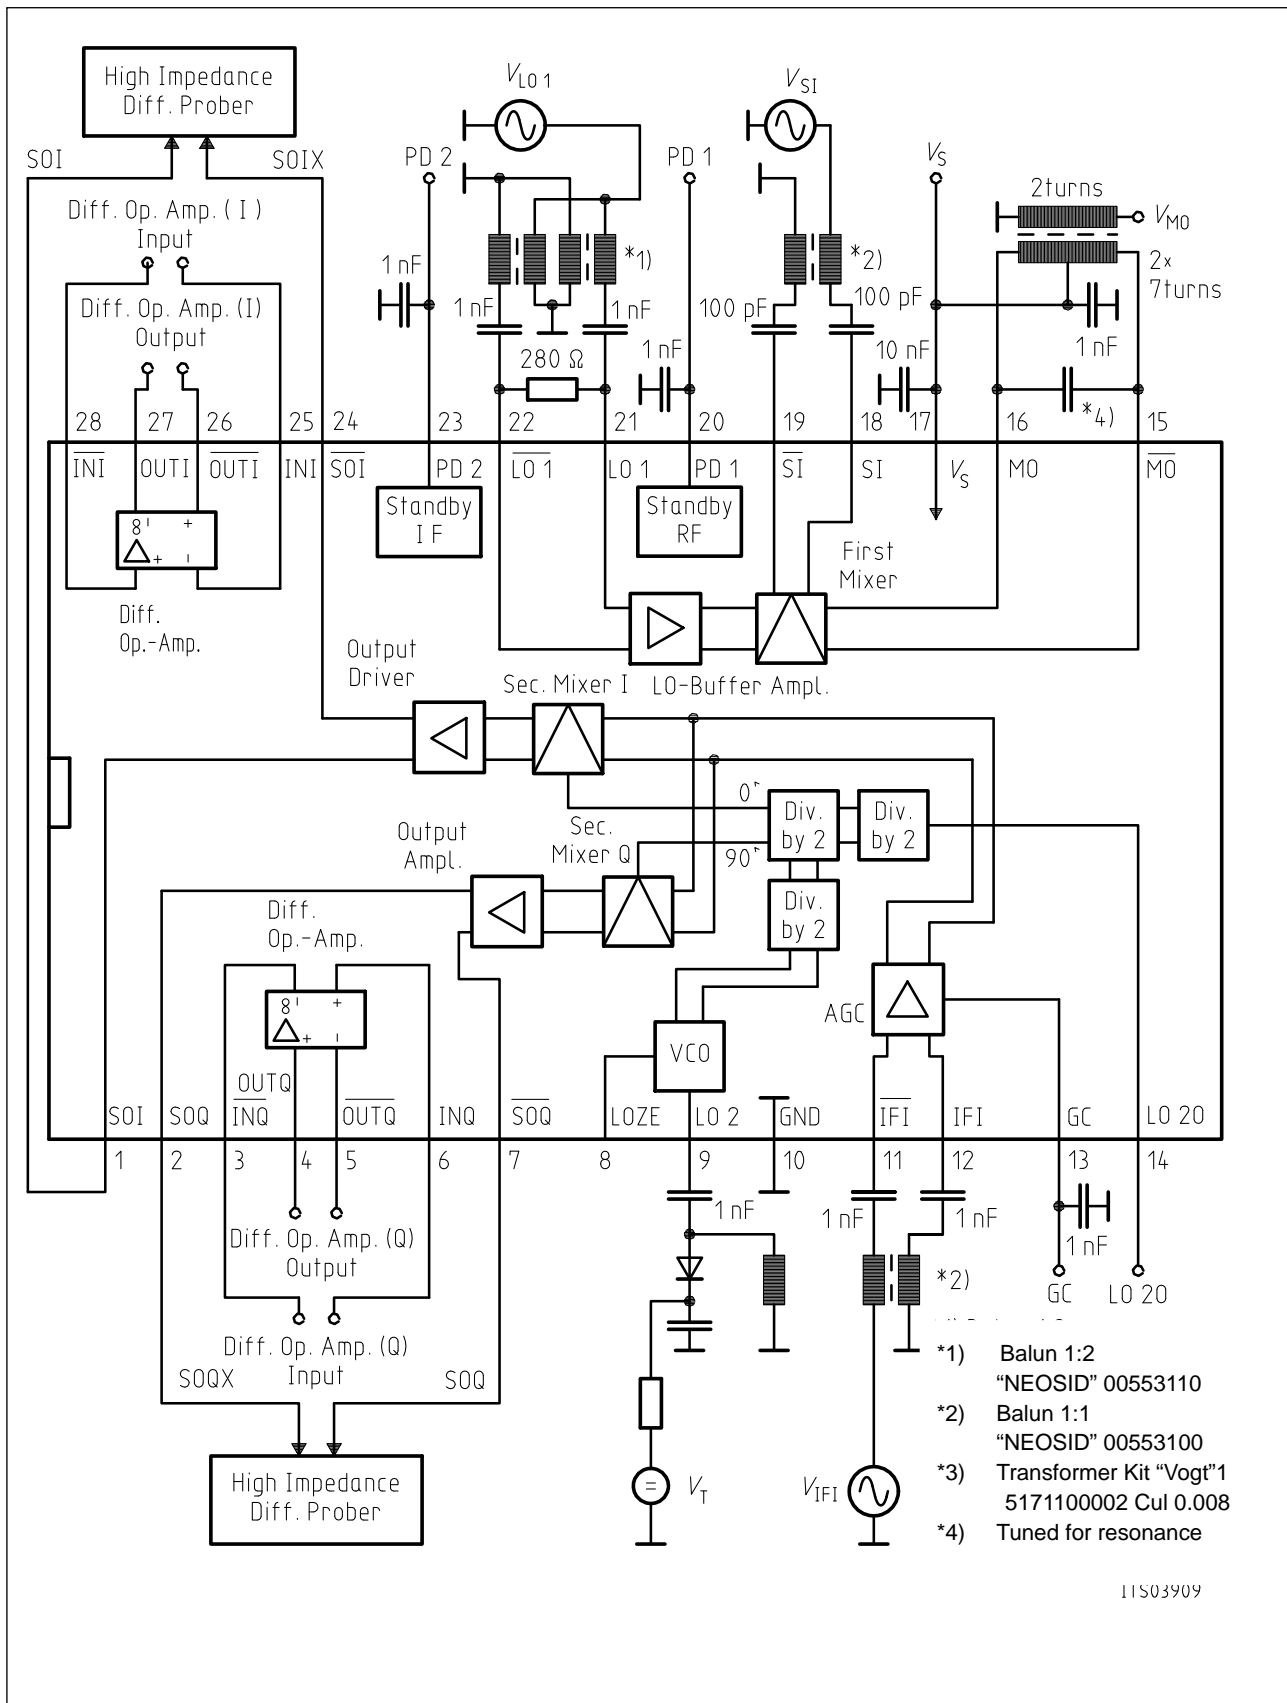 High Impedance
Diff. Prober
V_LO 1
V_SI
SOI
SOIX
PD 2
PD 1
V_S
2turns
V_MO
Diff. Op. Amp. ( I )
Input
*1)
*2)
2×
7turns
1 nF
1 nF
1 nF
100 pF
100 pF
Diff. Op. Amp. (I)
Output
280 Ω
1 nF
10 nF
1 nF
*4)
28
27
26
25
24
23
22
21
20
19
18
17
16
15
INI
OUTI
OUTI
INI
SOI
PD 2
LO 1
LO 1
PD 1
SI
SI
V_S
MO
MO
Standby
I F
Standby
RF
8
+
+
−
First
Mixer
Diff.
Op.-Amp.
Output
Driver
Sec. Mixer I
LO-Buffer Ampl.
0
90
Div.
by 2
Div.
by 2
Output
Ampl.
Sec.
Mixer Q
Div.
by 2
Diff.
Op.-Amp.
8
+
+
−
AGC
VCO
OUTQ
SOI
SOQ
INQ
OUTQ
INQ
SOQ
LOZE
LO 2
GND
IFI
IFI
GC
LO 20
1
2
3
4
5
6
7
8
9
10
11
12
13
14
1 nF
1 nF
1 nF
1 nF
Diff. Op. Amp. (Q)
Output
*2)
GC
LO 20
Diff. Op. Amp. (Q)
Input
SOQX
SOQ
*1) Balun 1:2
“NEOSID” 00553110
*2) Balun 1:1
“NEOSID” 00553100
*3) Transformer Kit “Vogt”1
5171100002 Cul 0.008
*4) Tuned for resonance
High Impedance
Diff. Prober
=
V_T
V_IFI
ITS03909